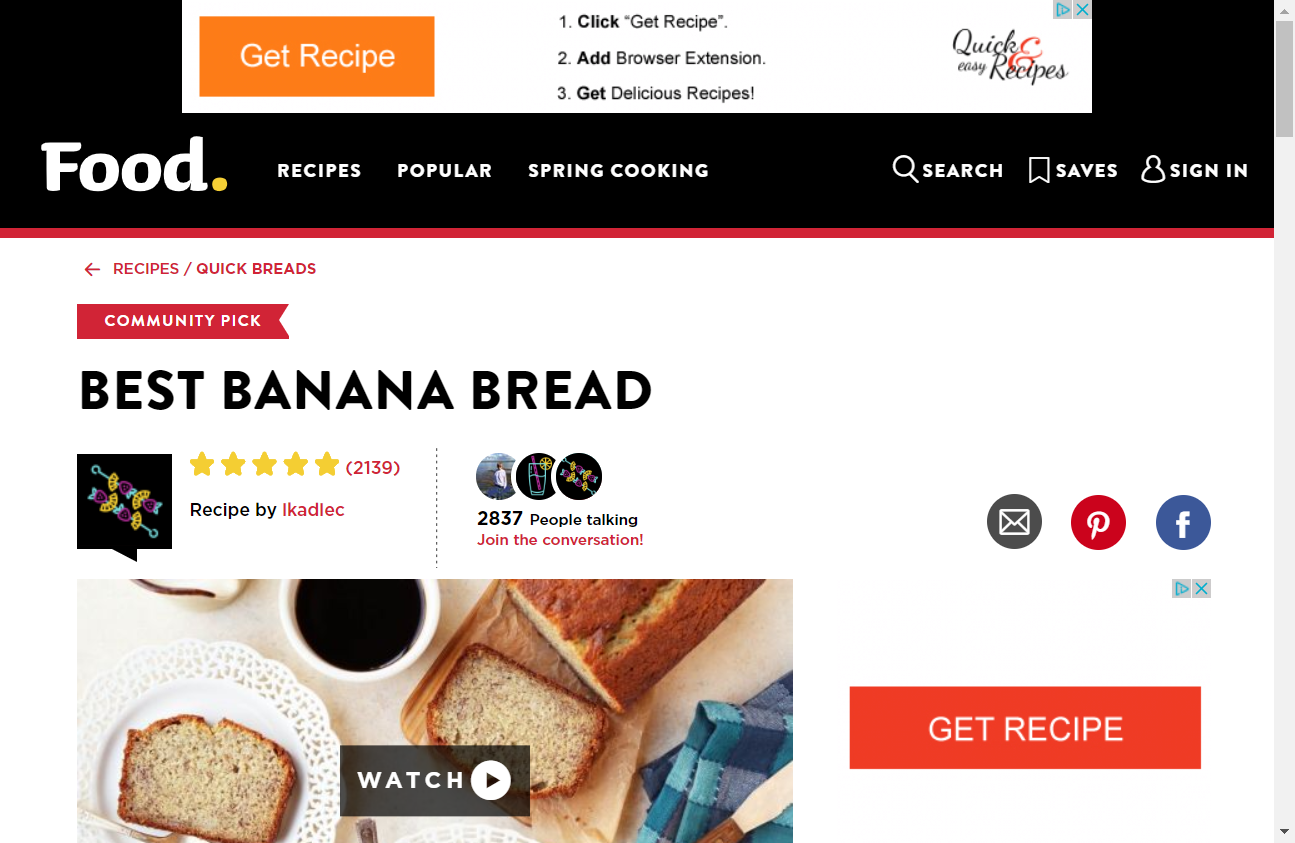 Get Recipe
1. Click “Get Recipe”.
2. Add Browser Extension.
3. Get Delicious Recipes!
Quick & easy Recipes
Food.
RECIPES
POPULAR
SPRING COOKING
SEARCH
SAVES
SIGN IN
← RECIPES / QUICK BREADS
COMMUNITY PICK
BEST BANANA BREAD
(2139)
Recipe by lkadlec
2837 People talking
Join the conversation!
WATCH
GET RECIPE